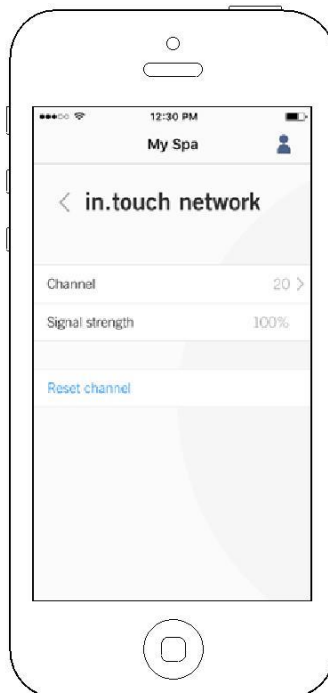 12:30 PM
My Spa
< in.touch network
Channel 20 >
Signal strength 100%
Reset channel